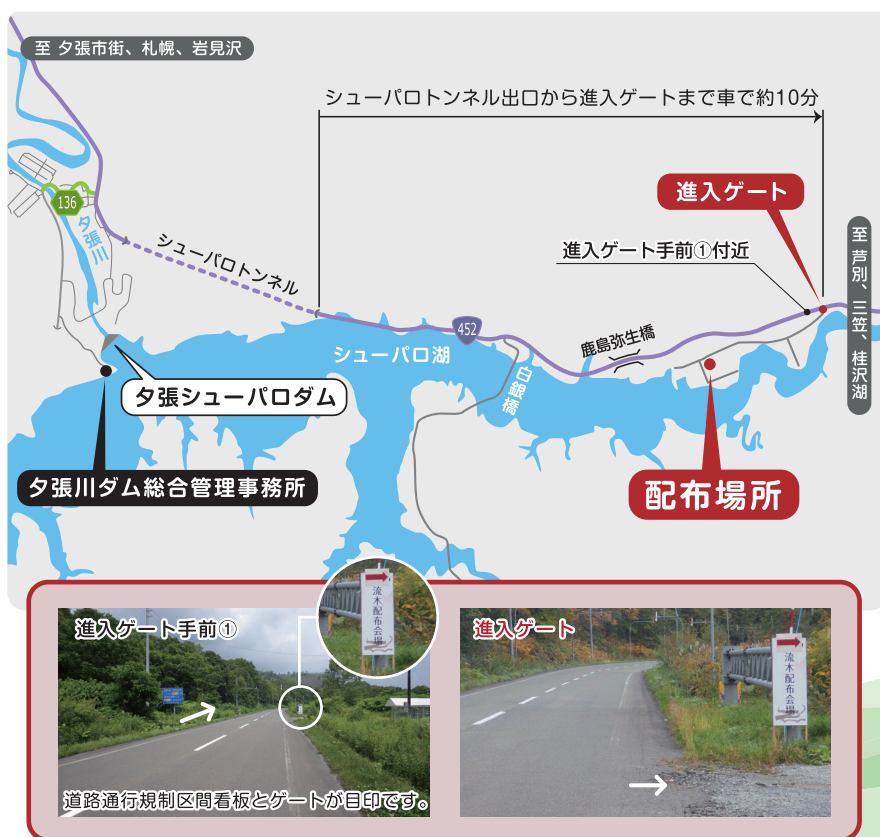 至 夕張市街、札幌、岩見沢
シューパロトンネル出口から進入ゲートまで車で約10分
進入ゲート
136
夕張川
シューパロトンネル
進入ゲート手前①付近
至 芦別、三笠、桂沢湖
452
シューパロ湖
鹿島弥生橋
白銀橋
夕張シューパロダム
夕張川ダム総合管理事務所
配布場所
進入ゲート手前①
流木配布会場
道路通行規制区間看板とゲートが目印です。
進入ゲート
流木配布会場